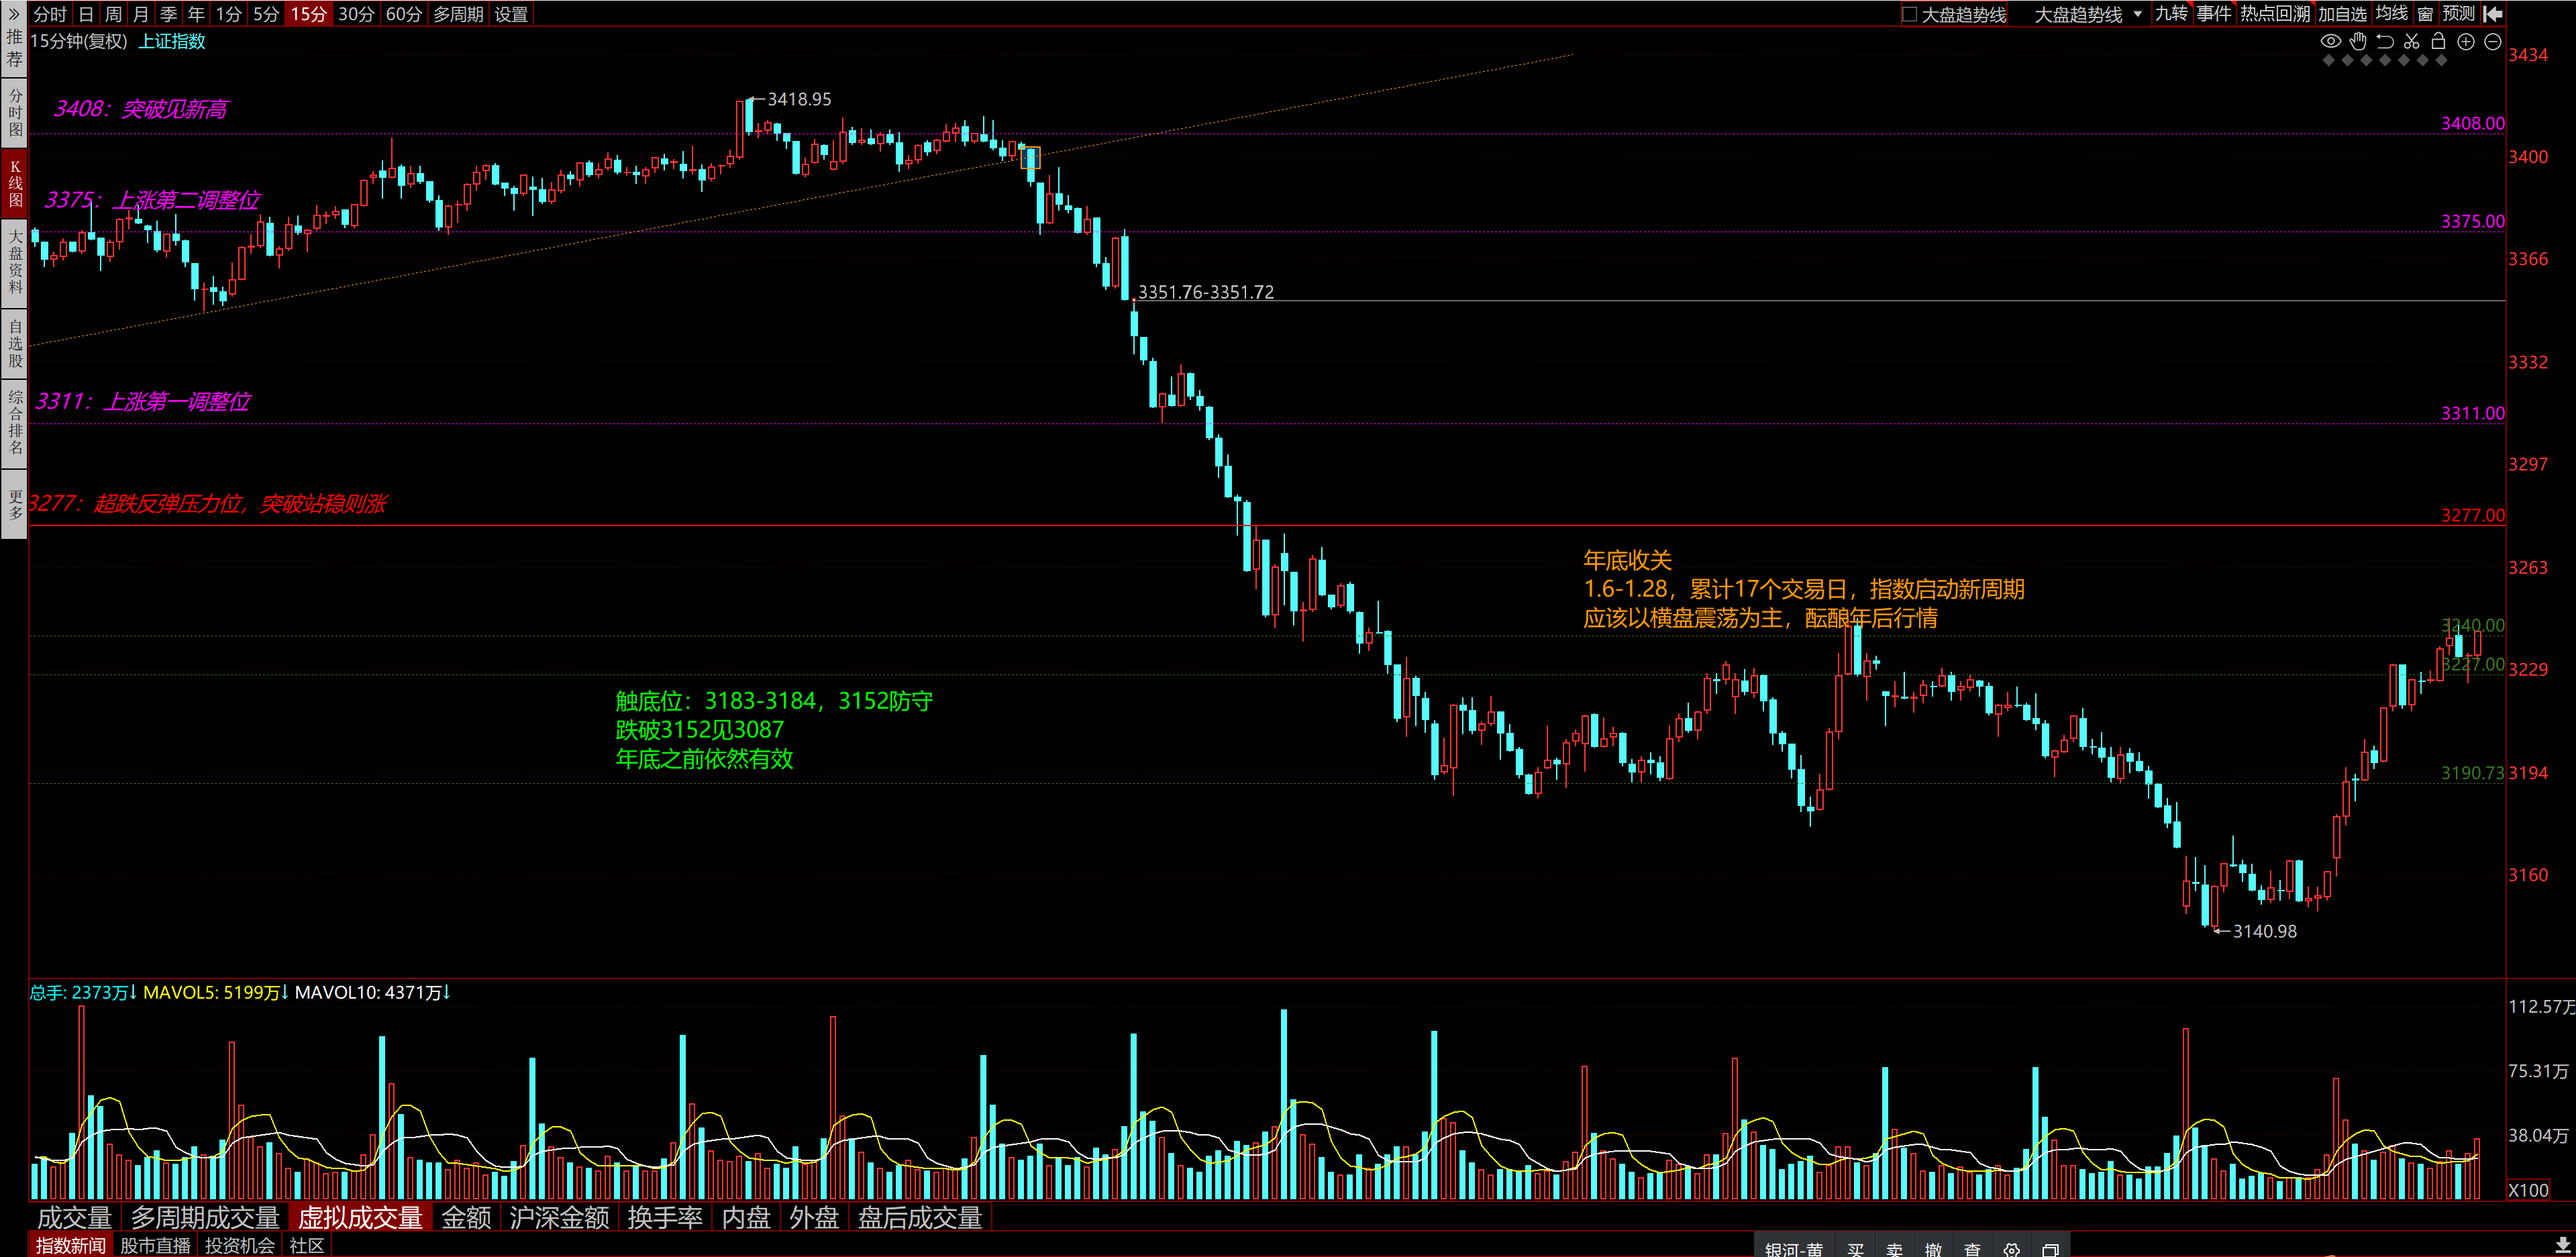 » 分时 日 周 月 季 年 1分 5分 15分 30分 60分 多周期 设置 大盘趋势线 大盘趋势线 九转 事件 热点回溯 加自选 均线 窗 预测
推荐
分时图
K线图
大盘资料
自选股
综合排名
更多
15分钟(复权) 上证指数
3434
3418.95
3408：突破见新高
3408.00
3400
3375：上涨第二调整位
3375.00
3366
3351.76-3351.72
3332
3311：上涨第一调整位
3311.00
3297
3277：超跌反弹压力位，突破站稳则涨
3277.00
年底收关
3263
1.6-1.28，累计17个交易日，指数启动新周期
应该以横盘震荡为主，酝酿年后行情
3240.00
3227.00
3229
触底位：3183-3184，3152防守
跌破3152见3087
年底之前依然有效
3190.73
3194
3160
3140.98
总手: 2373万↓ MAVOL5: 5199万↓ MAVOL10: 4371万↓
112.57万
75.31万
38.04万
X100
成交量 多周期成交量 虚拟成交量 金额 沪深金额 换手率 内盘 外盘 盘后成交量
指数新闻 股市直播 投资机会 社区
银河-黄 买 卖 撤 查